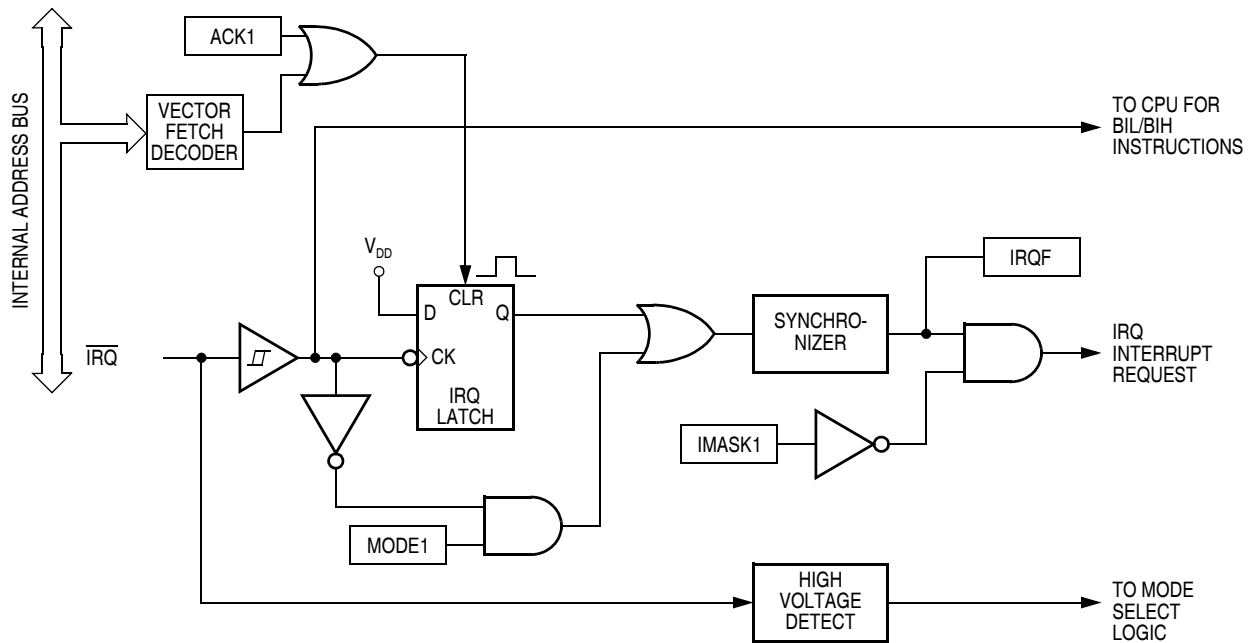 INTERNAL ADDRESS BUS
ACK1
VECTOR
FETCH
DECODER
TO CPU FOR
BIL/BIH
INSTRUCTIONS
VDD
CLR
D
Q
CK
IRQ
LATCH
IRQ
SYNCHRO-
NIZER
IRQF
IRQ
INTERRUPT
REQUEST
IMASK1
MODE1
HIGH
VOLTAGE
DETECT
TO MODE
SELECT
LOGIC